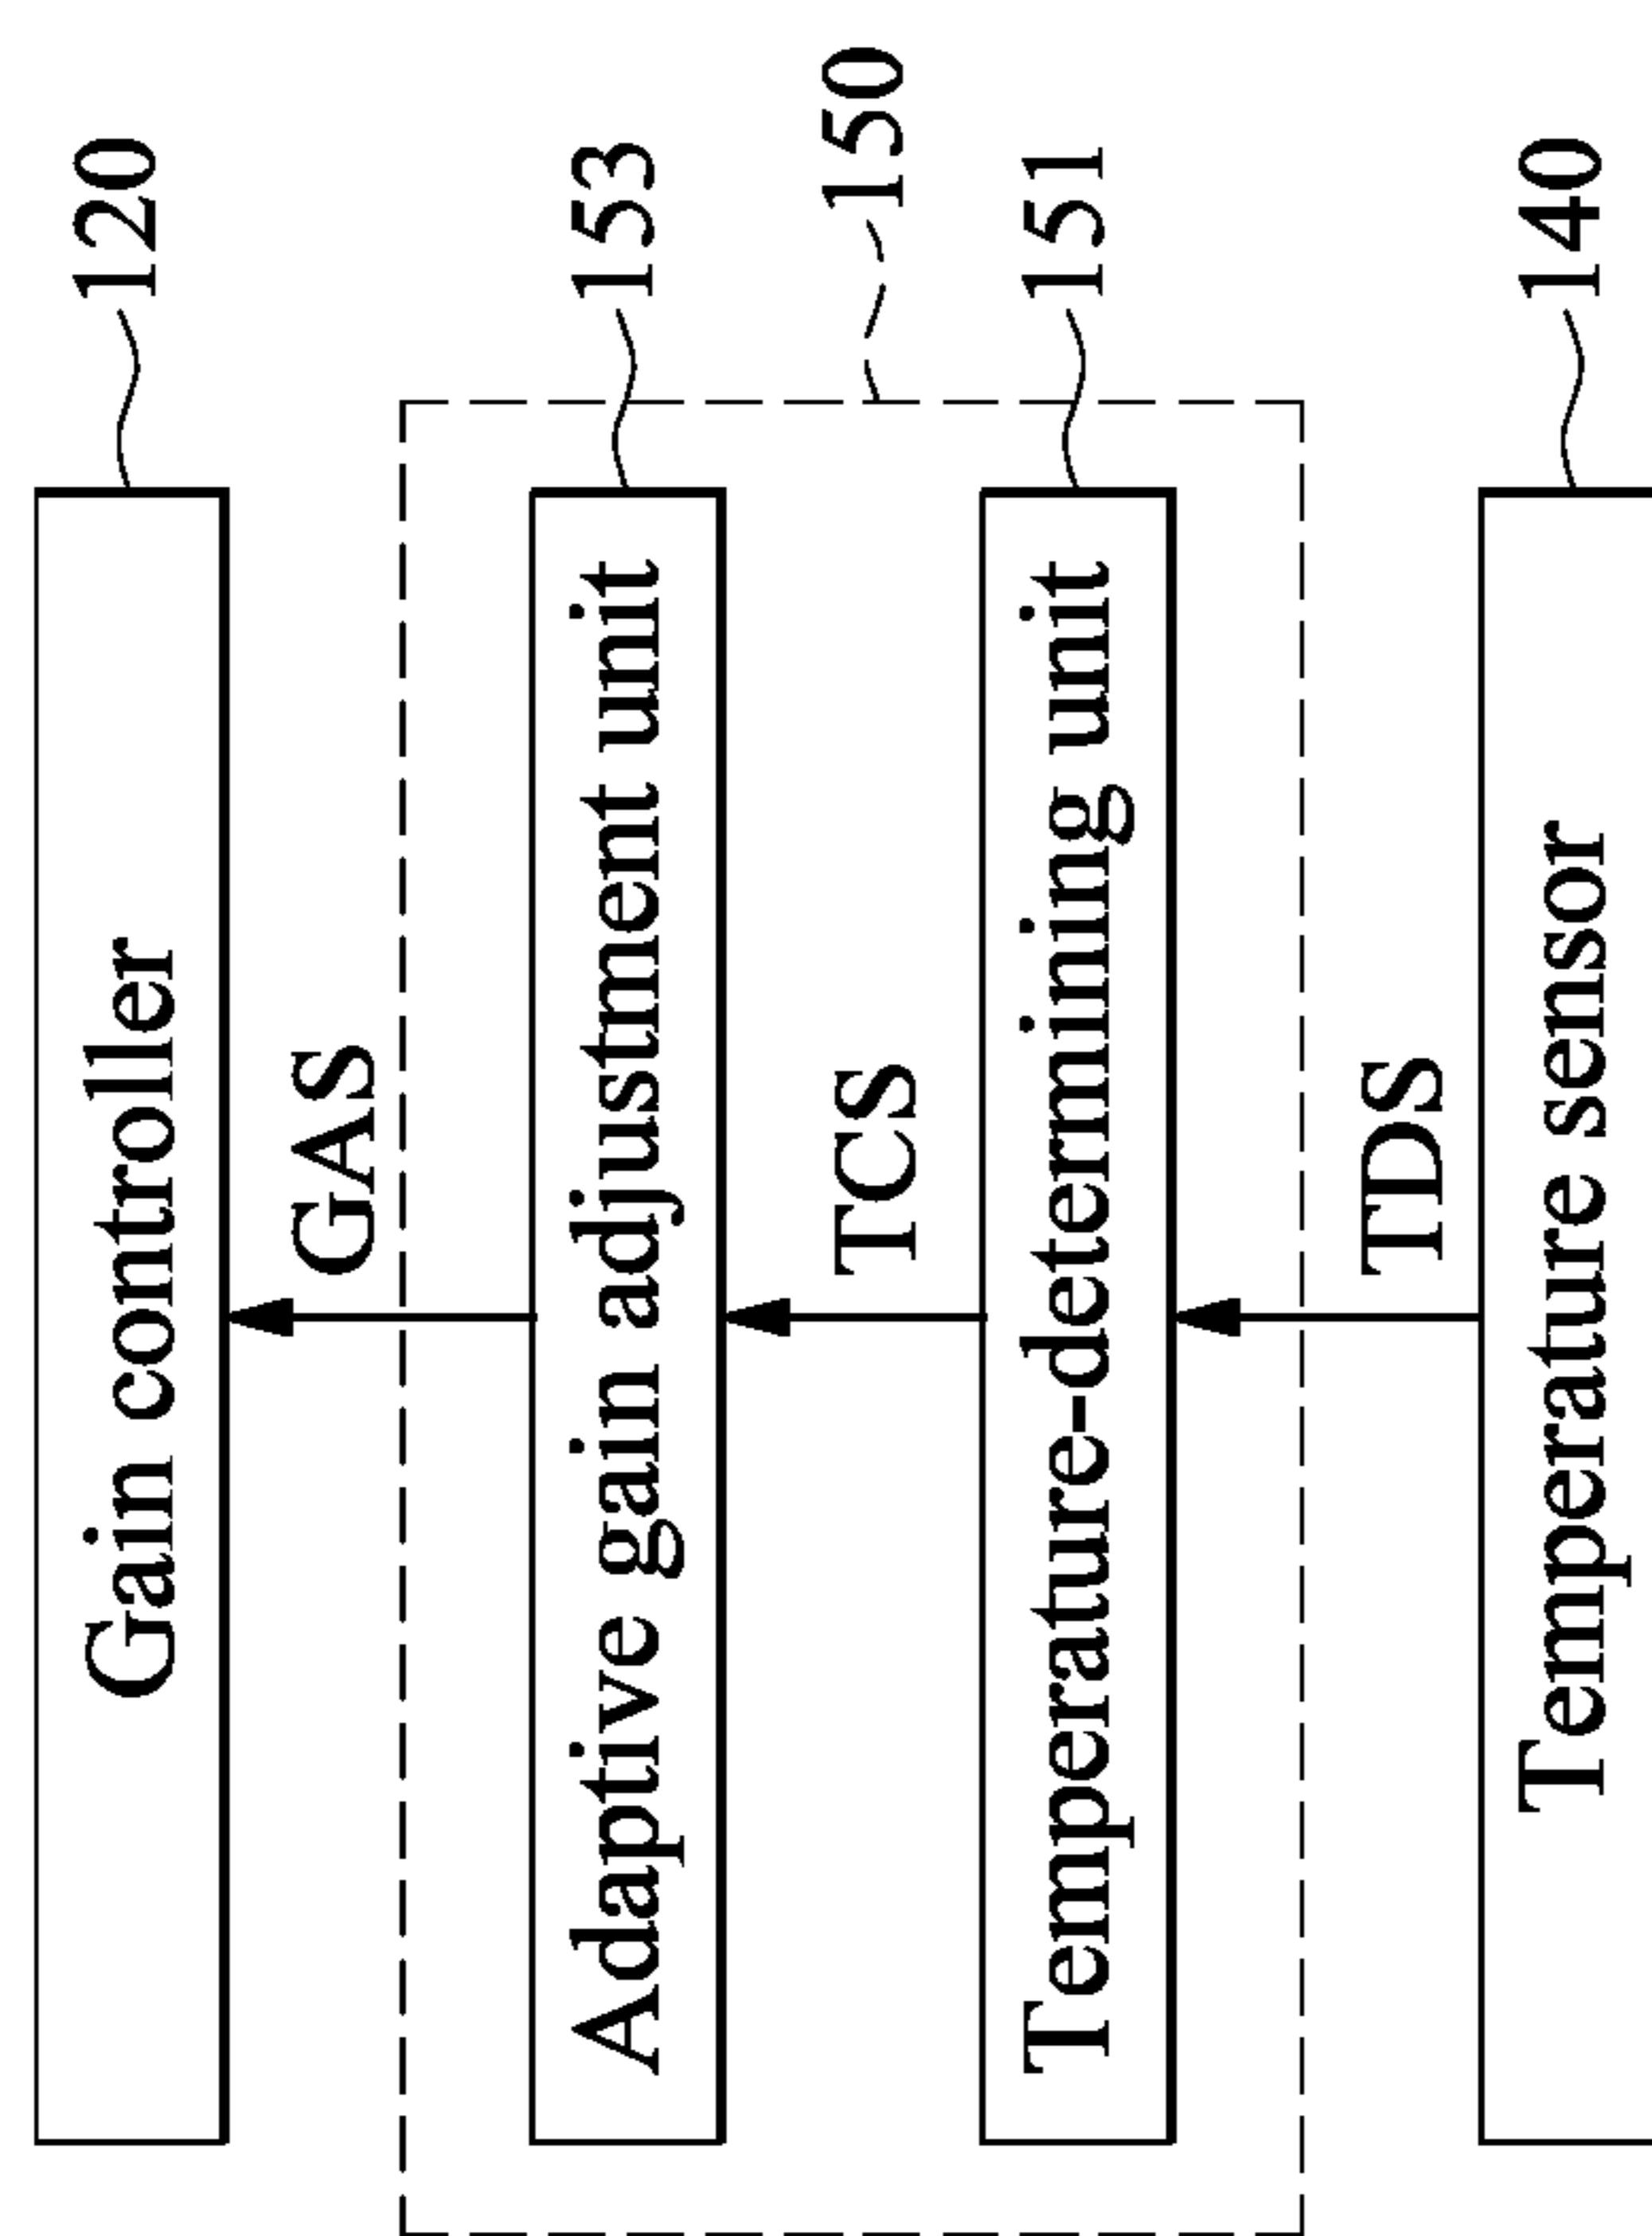 Gain controller
120
GAS
Adaptive gain adjustment unit
153
TCS
150
Temperature-determining unit
151
TDS
Temperature sensor
140